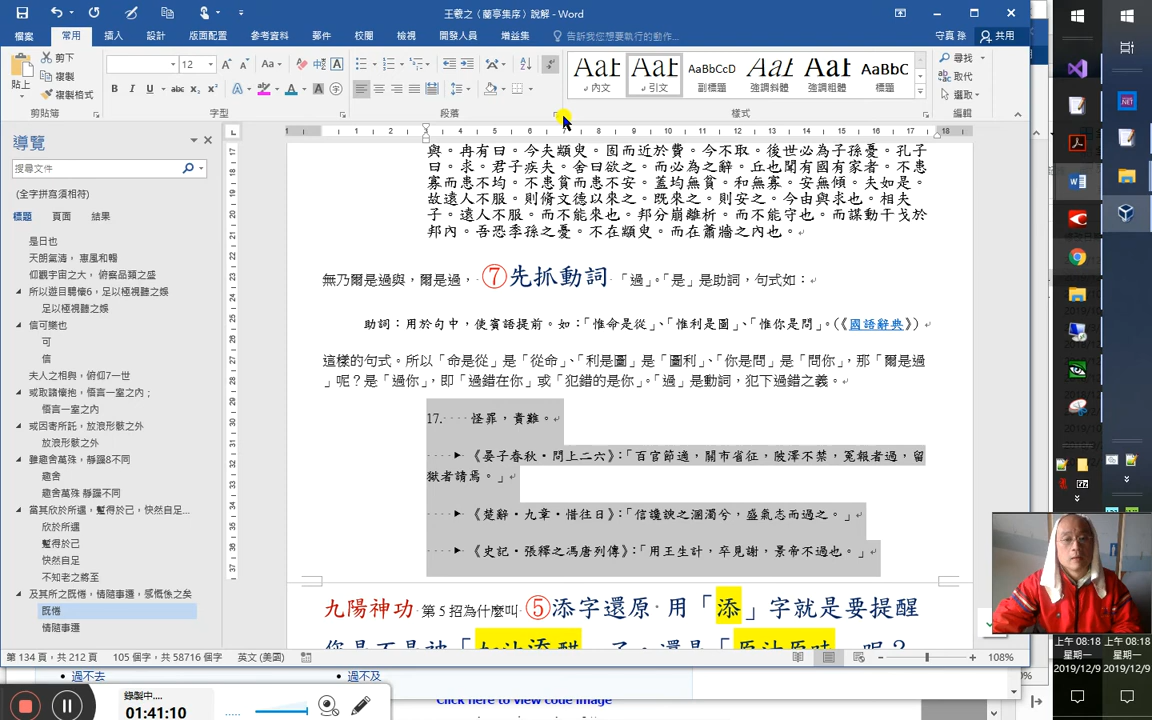 王羲之〈蘭亭集序〉說解 - Word
檔案 常用 插入 設計 版面配置 參考資料 郵件 校閱 檢視 開發人員 增益集 告訴我您想要執行的動作... 守真 孫 共用
貼上 剪下 複製 複製格式 剪貼簿
12 字型
段落
內文 引文 副標題 強調斜體 強調粗體 標題 樣式
尋找 取代 選取 編輯
導覽
搜尋文件
(全字拼寫須相符)
標題 頁面 結果
是日也
天朗氣清， 惠風和暢
仰觀宇宙之大， 俯察品類之盛
所以遊目騁懷6，足以極視聽之娛
足以極視聽之娛
信可樂也
可
信
夫人之相與，俯仰7一世
或取諸懷抱，悟言一室之內；
悟言一室之內
或因寄所託，放浪形骸之外
放浪形骸之外
雖趣舍萬殊，靜躁8不同
趣舍
趣舍萬殊 靜躁不同
當其欣於所遇，暫得於己，快然自足...
欣於所遇
暫得於己
快然自足
不知老之將至
及其所之既倦，情隨事遷，感慨係之矣
既倦
情隨事遷
與。冉有曰。今夫顓臾。固而近於費。今不取。後世必為子孫憂。孔子
曰。求。君子疾夫。舍曰欲之。而必為之辭。丘也聞有國有家者。不患
寡而患不均。不患貧而患不安。蓋均無貧。和無寡。安無傾。夫如是。
故遠人不服。則脩文德以來之。既來之。則安之。今由與求也。相夫
子。遠人不服。而不能來也。邦分崩離析。而不能守也。而謀動干戈於
邦內。吾恐季孫之憂。不在顓臾。而在蕭牆之內也。
無乃爾是過與，爾是過，⑦先抓動詞 「過」。「是」是助詞，句式如：
助詞：用於句中，使賓語提前。如：「惟命是從」、「惟利是圖」、「惟你是問」。(《國語辭典》)
這樣的句式。所以「命是從」是「從命」、「利是圖」是「圖利」、「你是問」是「問你」，那「爾是過
」呢？是「過你」，即「過錯在你」或「犯錯的是你」。「過」是動詞，犯下過錯之義。
17. 怪罪，責難。
《晏子春秋·問上二六》：「百官節適，關市省征，陂澤不禁，冤報者過，留
獄者請焉。」
《楚辭·九章·惜往日》：「信讒諛之溷濁兮，盛氣志而過之。」
《史記·張釋之馮唐列傳》：「用王生計，卒見謝，景帝不過也。」
九陽神功 第5招為什麼叫 ⑤添字還原 用「添」字就是要提醒
第 134 頁，共 212 頁 105 個字，共 58716 個字 英文 (美國) 108%
過不去 過不及
Click here to view code image
錄製中....
01:41:10
上午 08:18 上午 08:18
星期一 星期一
2019/12/9 2019/12/9